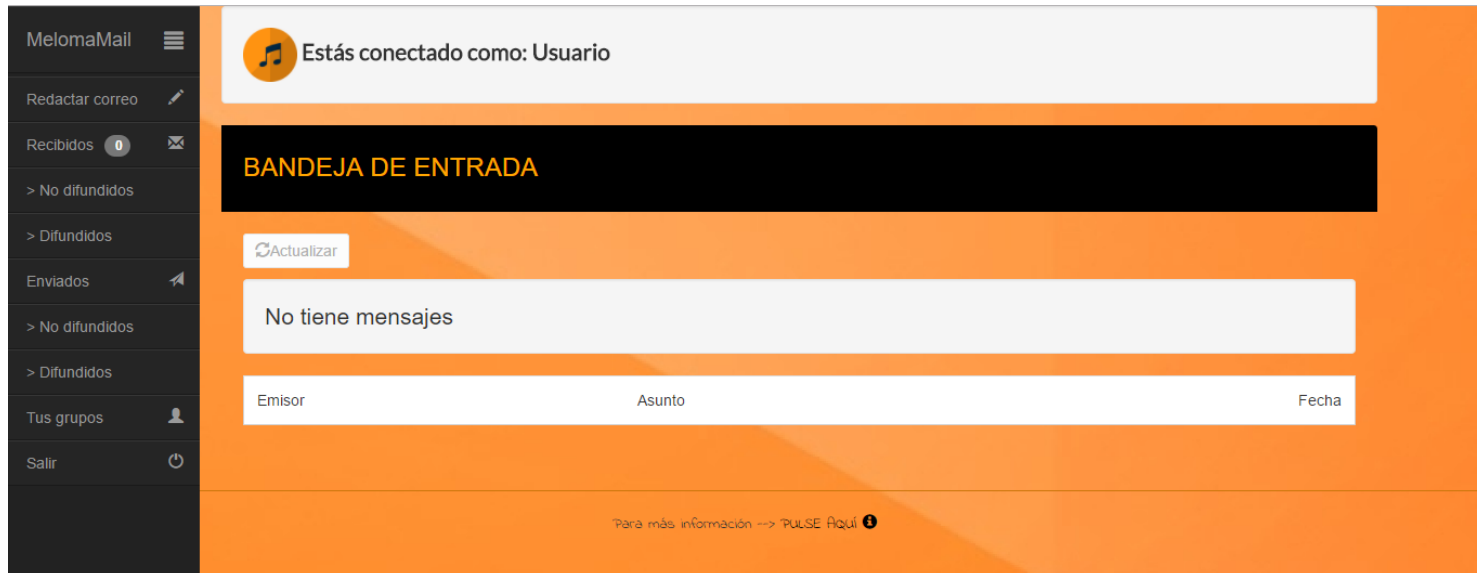 MelomaMail
Redactar correo
Recibidos 0
> No difundidos
> Difundidos
Enviados
> No difundidos
> Difundidos
Tus grupos
Salir
Estás conectado como: Usuario
BANDEJA DE ENTRADA
Actualizar
No tiene mensajes
Emisor Asunto Fecha
Para más información --> PULSE AQUÍ